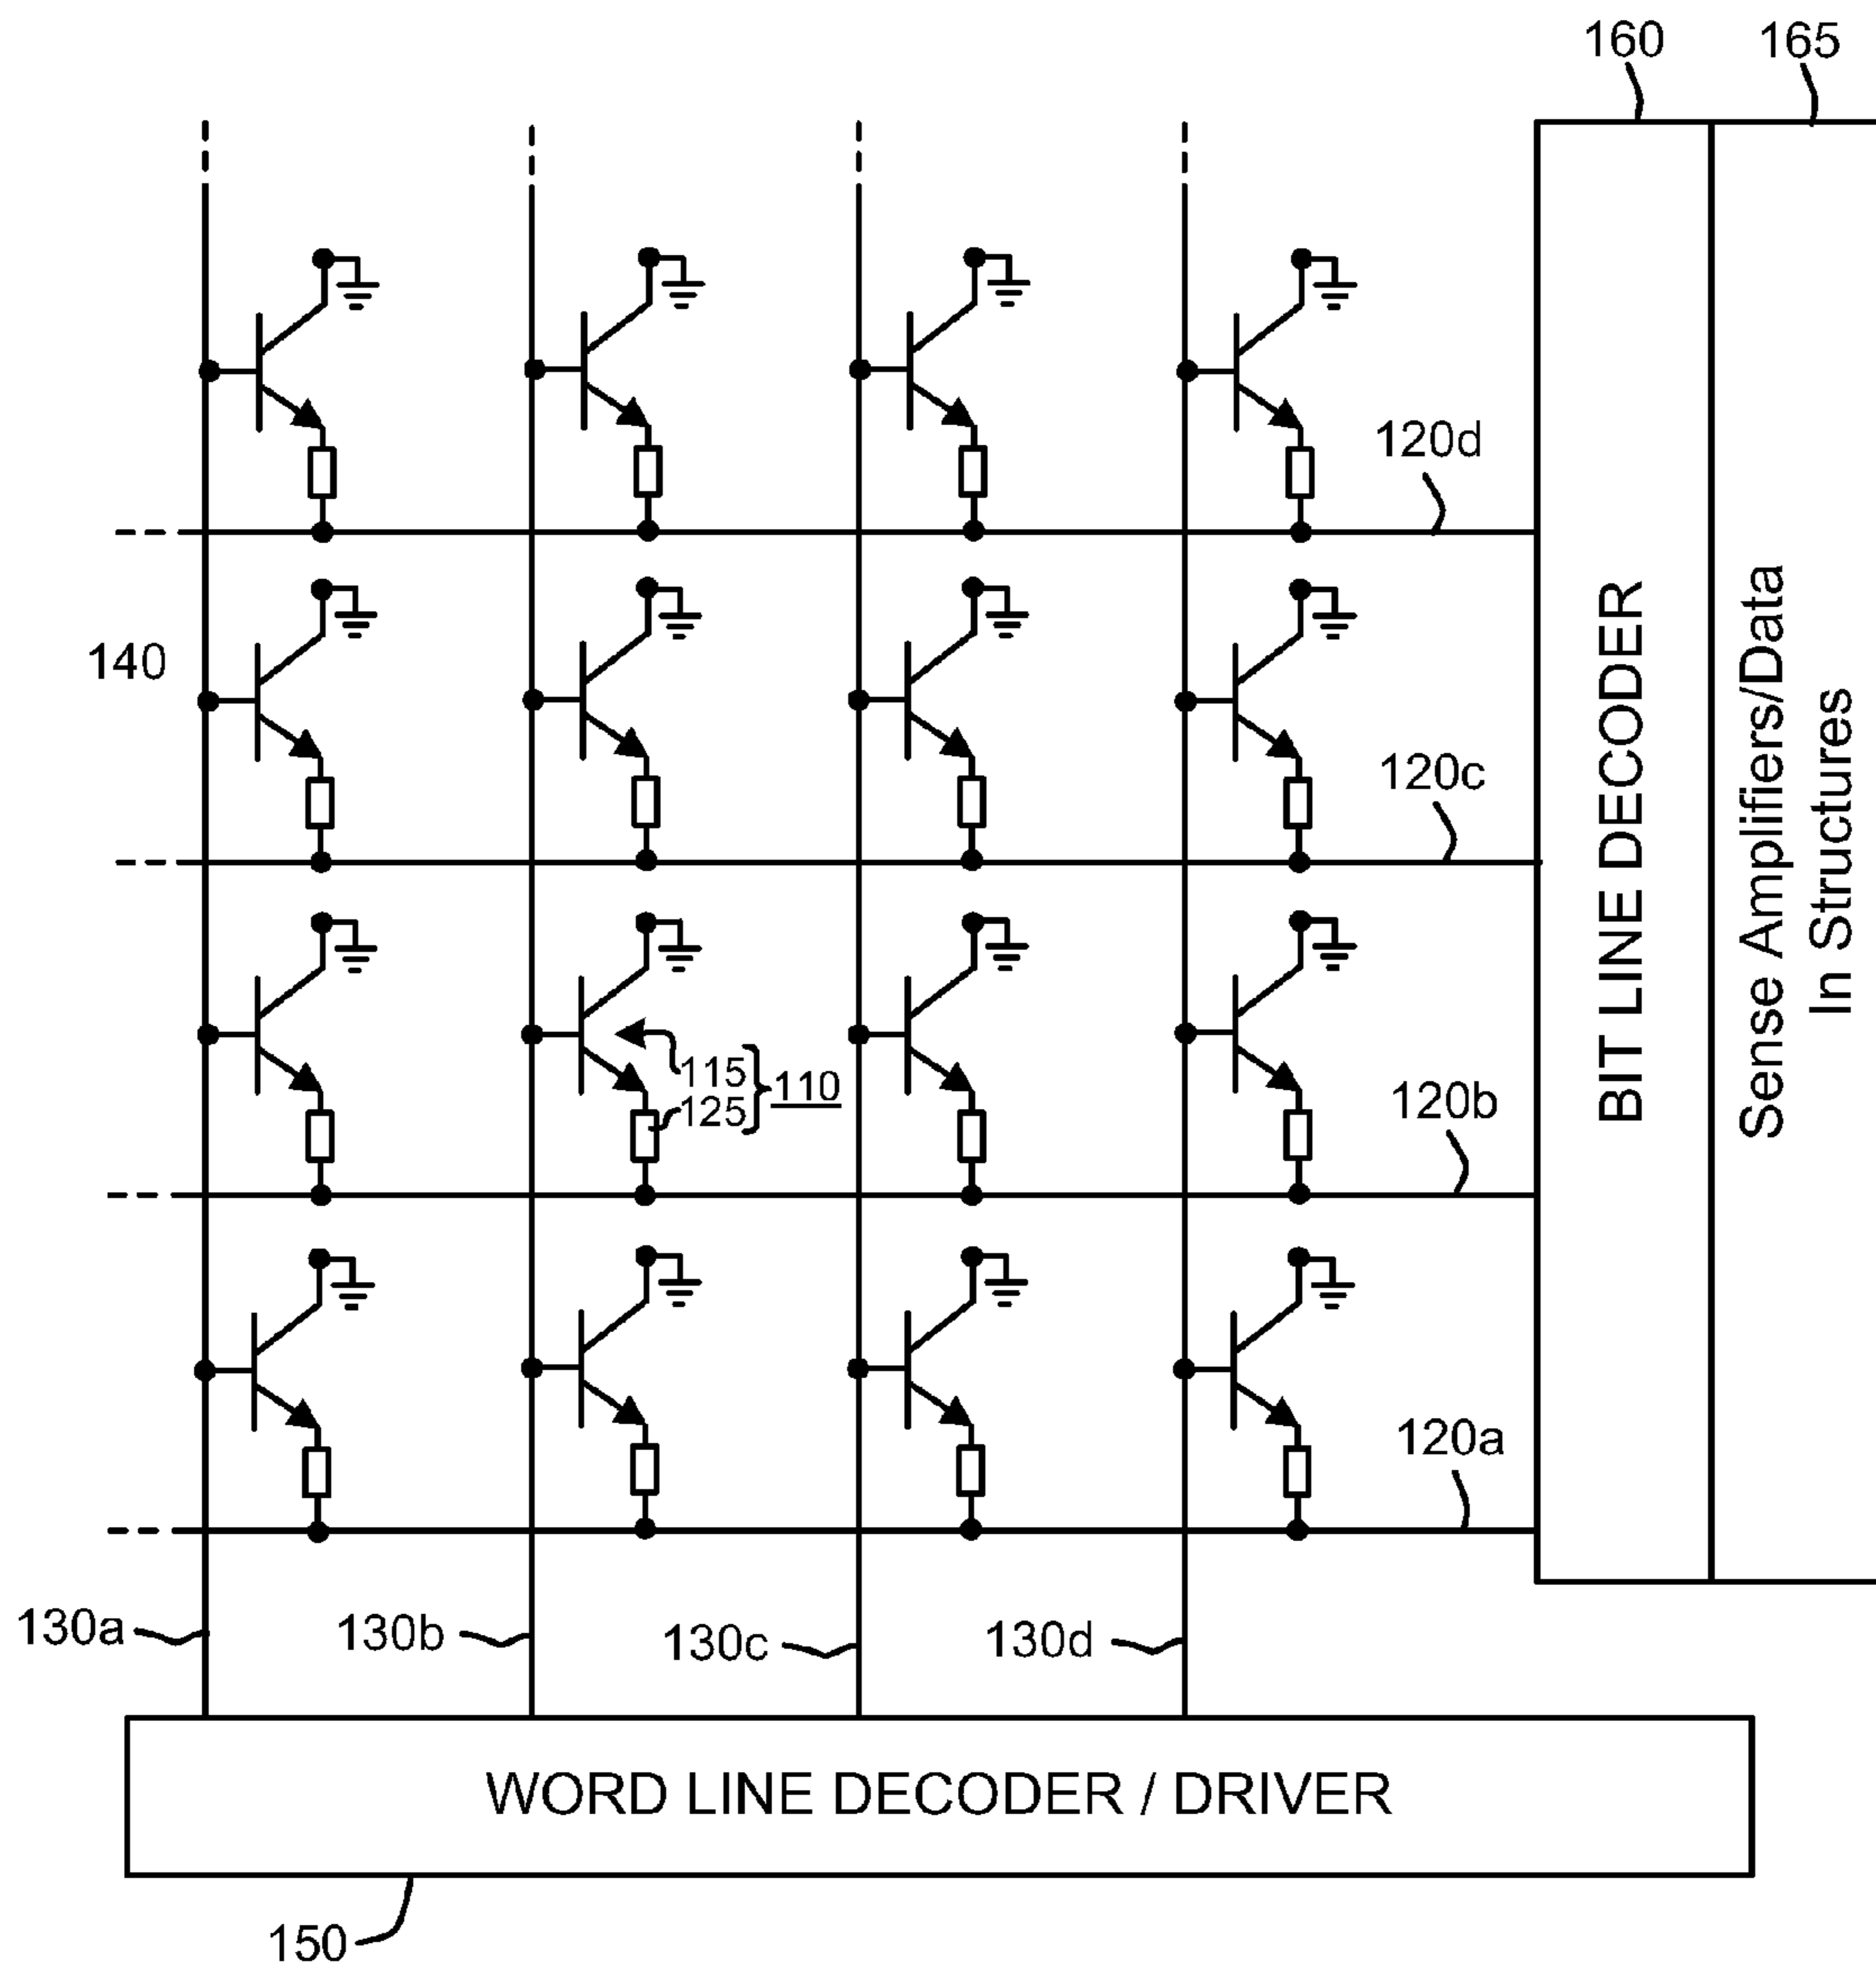 160
165
120d
140
120c
115
125
110
120b
120a
BIT LINE DECODER
Sense Amplifiers/Data
In Structures
130a
130b
130c
130d
WORD LINE DECODER / DRIVER
150